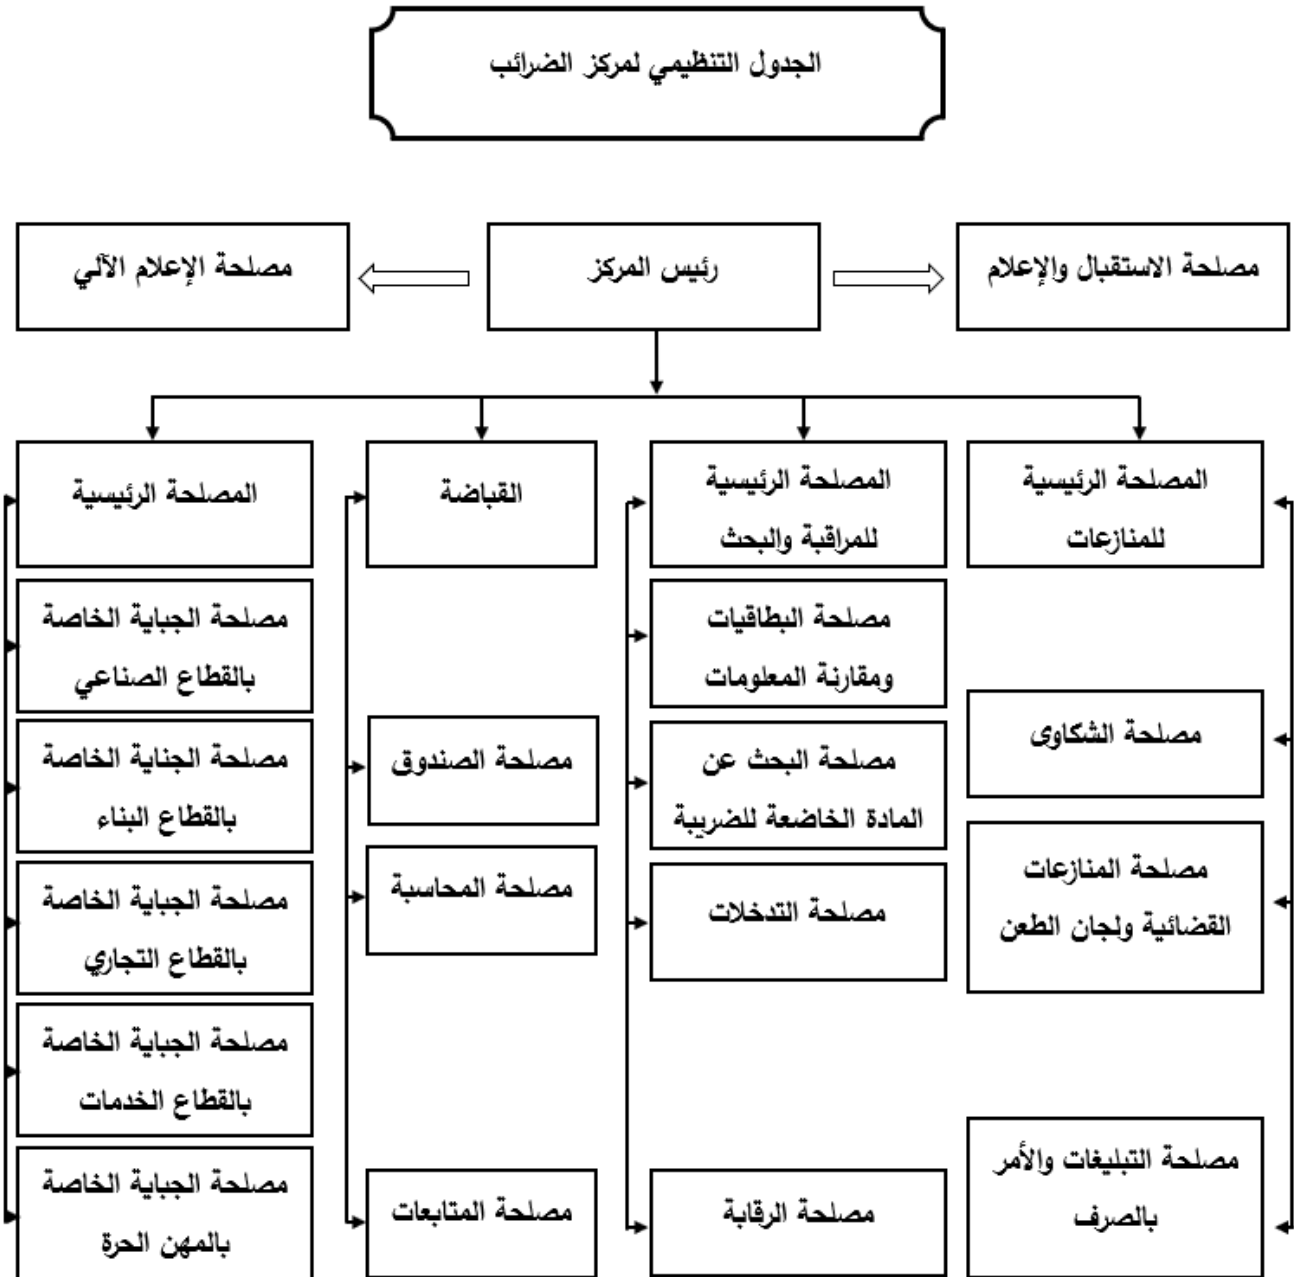 الجدول التنظيمي لمركز الضرائب
مصلحة الاستقبال والإعلام
رئيس المركز
مصلحة الإعلام الآلي
المصلحة الرئيسية
للمنازعات
مصلحة الشكاوى
مصلحة المنازعات
القضائية ولجان الطعن
مصلحة التبليغات والأمر
بالصرف
المصلحة الرئيسية
للمراقبة والبحث
مصلحة البطاقيات
ومقارنة المعلومات
مصلحة البحث عن
المادة الخاضعة للضريبة
مصلحة التدخلات
مصلحة الرقابة
القباضة
مصلحة الصندوق
مصلحة المحاسبة
مصلحة المتابعات
المصلحة الرئيسية
مصلحة الجباية الخاصة
بالقطاع الصناعي
مصلحة الجناية الخاصة
بالقطاع البناء
مصلحة الجباية الخاصة
بالقطاع التجاري
مصلحة الجباية الخاصة
بالقطاع الخدمات
مصلحة الجباية الخاصة
بالمهن الحرة